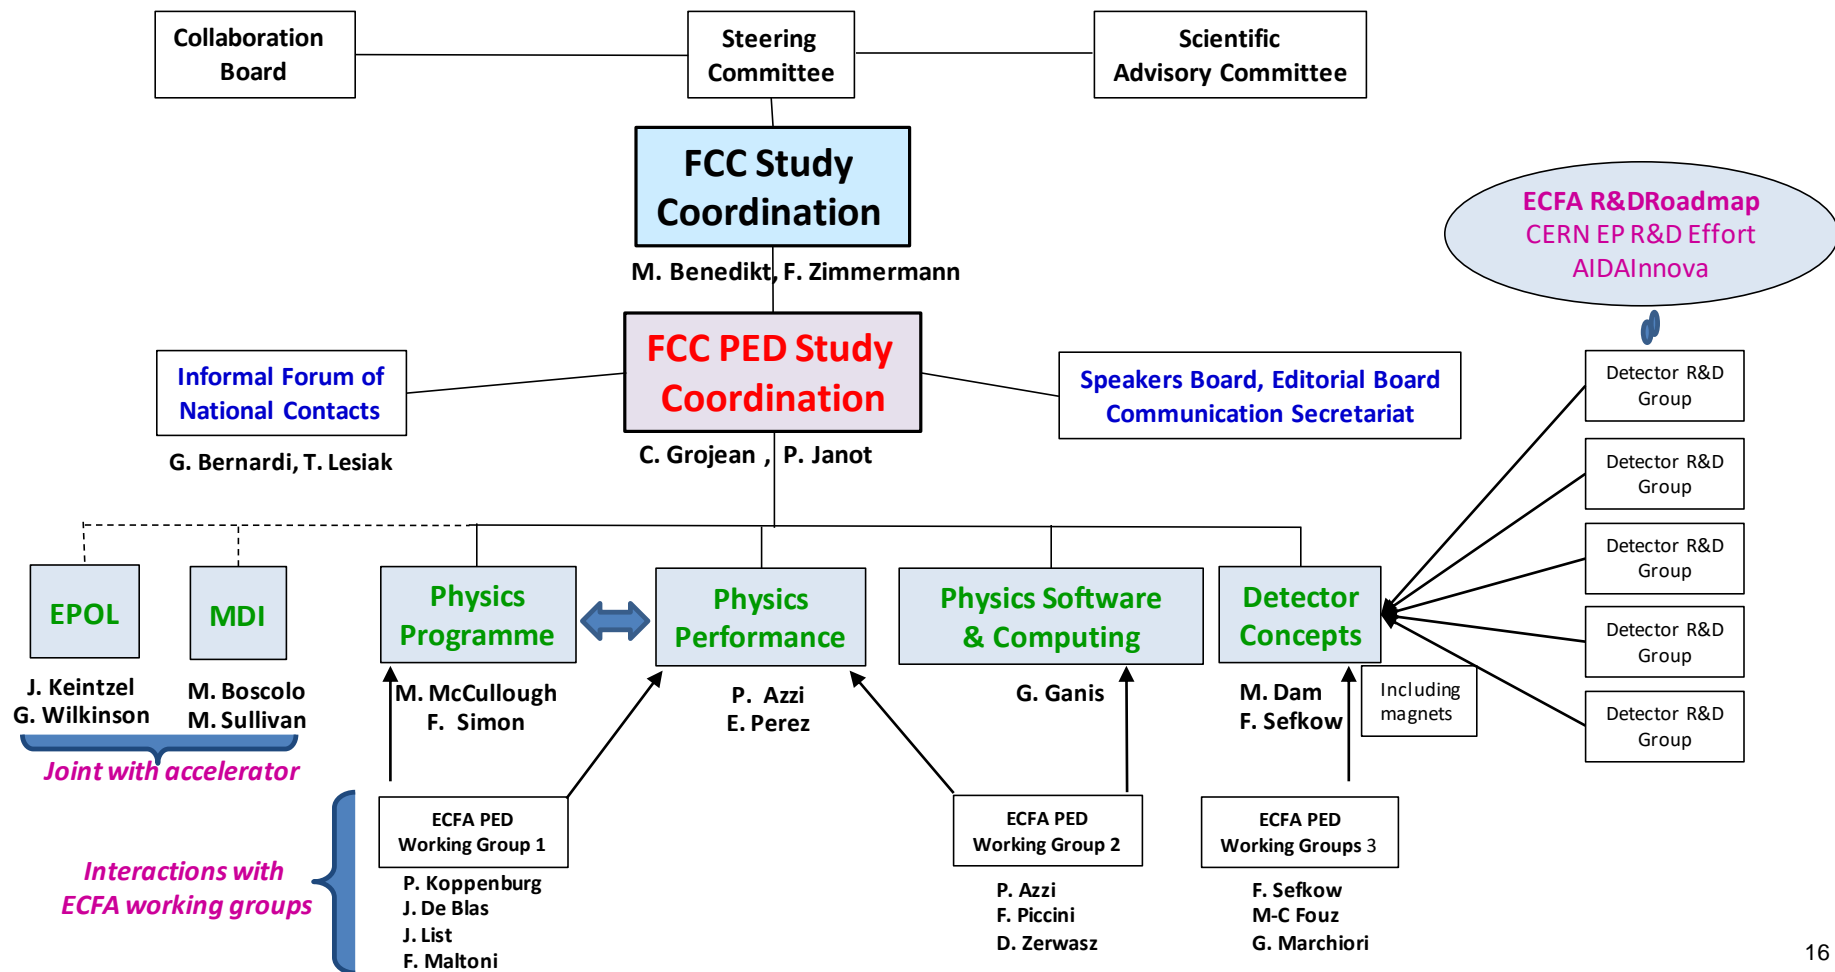 Collaboration
Board
Steering
Committee
Scientific
Advisory Committee
FCC Study
Coordination
M. Benedikt, F. Zimmermann
ECFA R&DRoadmap
CERN EP R&D Effort
AIDAInnova
FCC PED Study
Coordination
C. Grojean , P. Janot
Informal Forum of
National Contacts
G. Bernardi, T. Lesiak
Speakers Board, Editorial Board
Communication Secretariat
Detector R&D
Group
Detector R&D
Group
Detector R&D
Group
Detector R&D
Group
Detector R&D
Group
EPOL
J. Keintzel
G. Wilkinson
MDI
M. Boscolo
M. Sullivan
Joint with accelerator
Physics
Programme
M. McCullough
F. Simon
Physics
Performance
P. Azzi
E. Perez
Physics Software
& Computing
G. Ganis
Detector
Concepts
M. Dam
F. Sefkow
Including
magnets
Interactions with
ECFA working groups
ECFA PED
Working Group 1
P. Koppenburg
J. De Blas
J. List
F. Maltoni
ECFA PED
Working Group 2
P. Azzi
F. Piccini
D. Zerwasz
ECFA PED
Working Groups 3
F. Sefkow
M-C Fouz
G. Marchiori
16